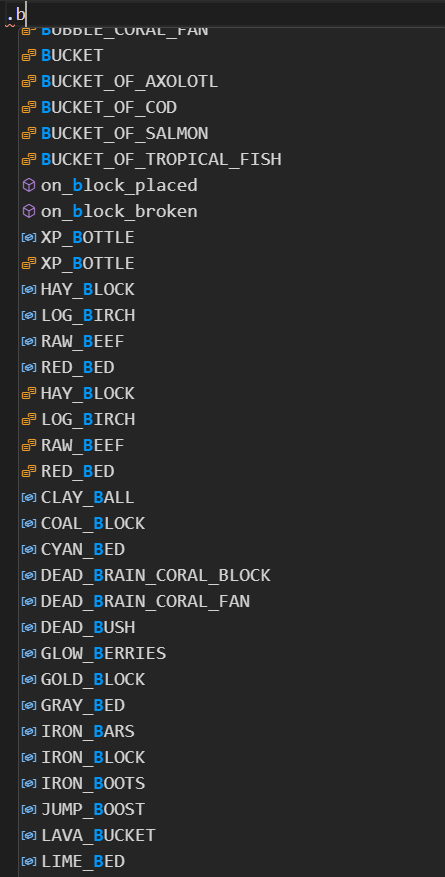 .b
BUBBLE_CORAL_FAN
BUCKET
BUCKET_OF_AXOLOTL
BUCKET_OF_COD
BUCKET_OF_SALMON
BUCKET_OF_TROPICAL_FISH
on_block_placed
on_block_broken
XP_BOTTLE
XP_BOTTLE
HAY_BLOCK
LOG_BIRCH
RAW_BEEF
RED_BED
HAY_BLOCK
LOG_BIRCH
RAW_BEEF
RED_BED
CLAY_BALL
COAL_BLOCK
CYAN_BED
DEAD_BRAIN_CORAL_BLOCK
DEAD_BRAIN_CORAL_FAN
DEAD_BUSH
GLOW_BERRIES
GOLD_BLOCK
GRAY_BED
IRON_BARS
IRON_BLOCK
IRON_BOOTS
JUMP_BOOST
LAVA_BUCKET
LIME_BED